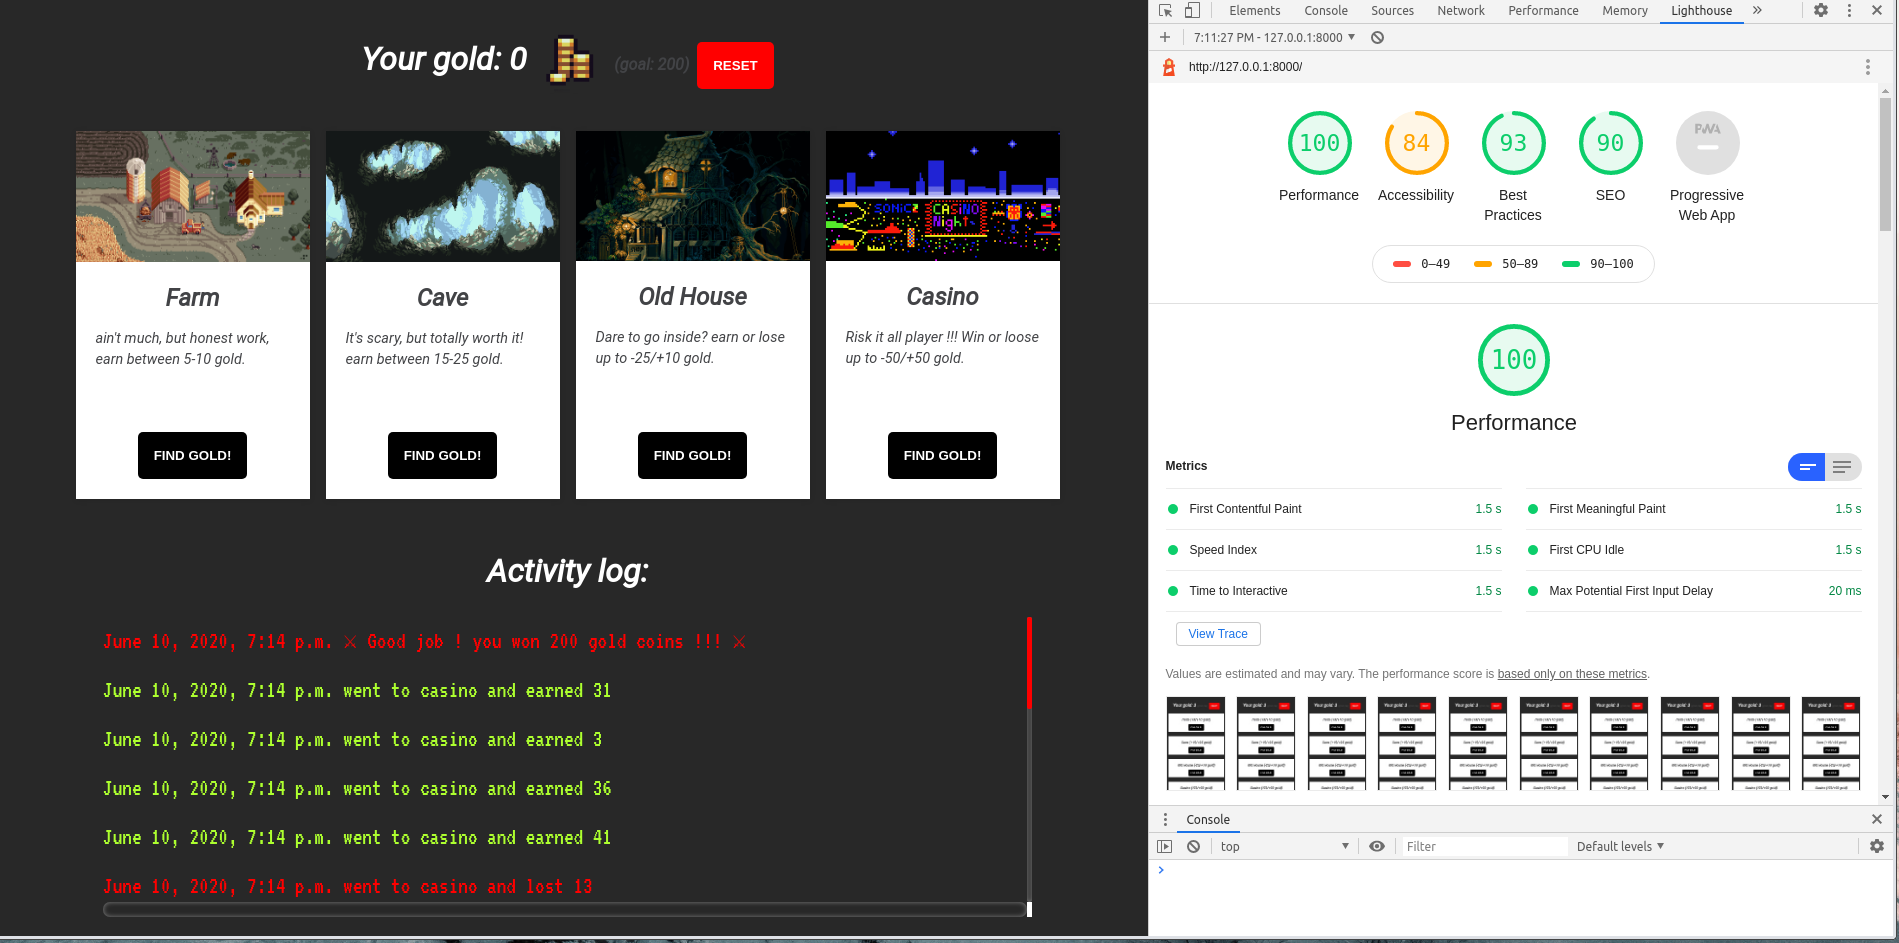 Your gold: 0
(goal: 200)
RESET
SONIC2
CASINO
Night
Farm
ain't much, but honest work,
earn between 5-10 gold.
FIND GOLD!
Cave
It's scary, but totally worth it!
earn between 15-25 gold.
FIND GOLD!
Old House
Dare to go inside? earn or lose
up to -25/+10 gold.
FIND GOLD!
Casino
Risk it all player !!! Win or loose
up to -50/+50 gold.
FIND GOLD!
Activity log:
June 10, 2020, 7:14 p.m. ⚔ Good job ! you won 200 gold coins !!! ⚔
June 10, 2020, 7:14 p.m. went to casino and earned 31
June 10, 2020, 7:14 p.m. went to casino and earned 3
June 10, 2020, 7:14 p.m. went to casino and earned 36
June 10, 2020, 7:14 p.m. went to casino and earned 41
June 10, 2020, 7:14 p.m. went to casino and lost 13
Elements Console Sources Network Performance Memory Lighthouse »
7:11:27 PM - 127.0.0.1:8000
http://127.0.0.1:8000/
100 84 93 90 PWA
Performance Accessibility Best Practices SEO Progressive Web App
0–49 50–89 90–100
100
Performance
Metrics
First Contentful Paint 1.5 s
First Meaningful Paint 1.5 s
Speed Index 1.5 s
First CPU Idle 1.5 s
Time to Interactive 1.5 s
Max Potential First Input Delay 20 ms
View Trace
Values are estimated and may vary. The performance score is based only on these metrics.
Console
top
Filter
Default levels